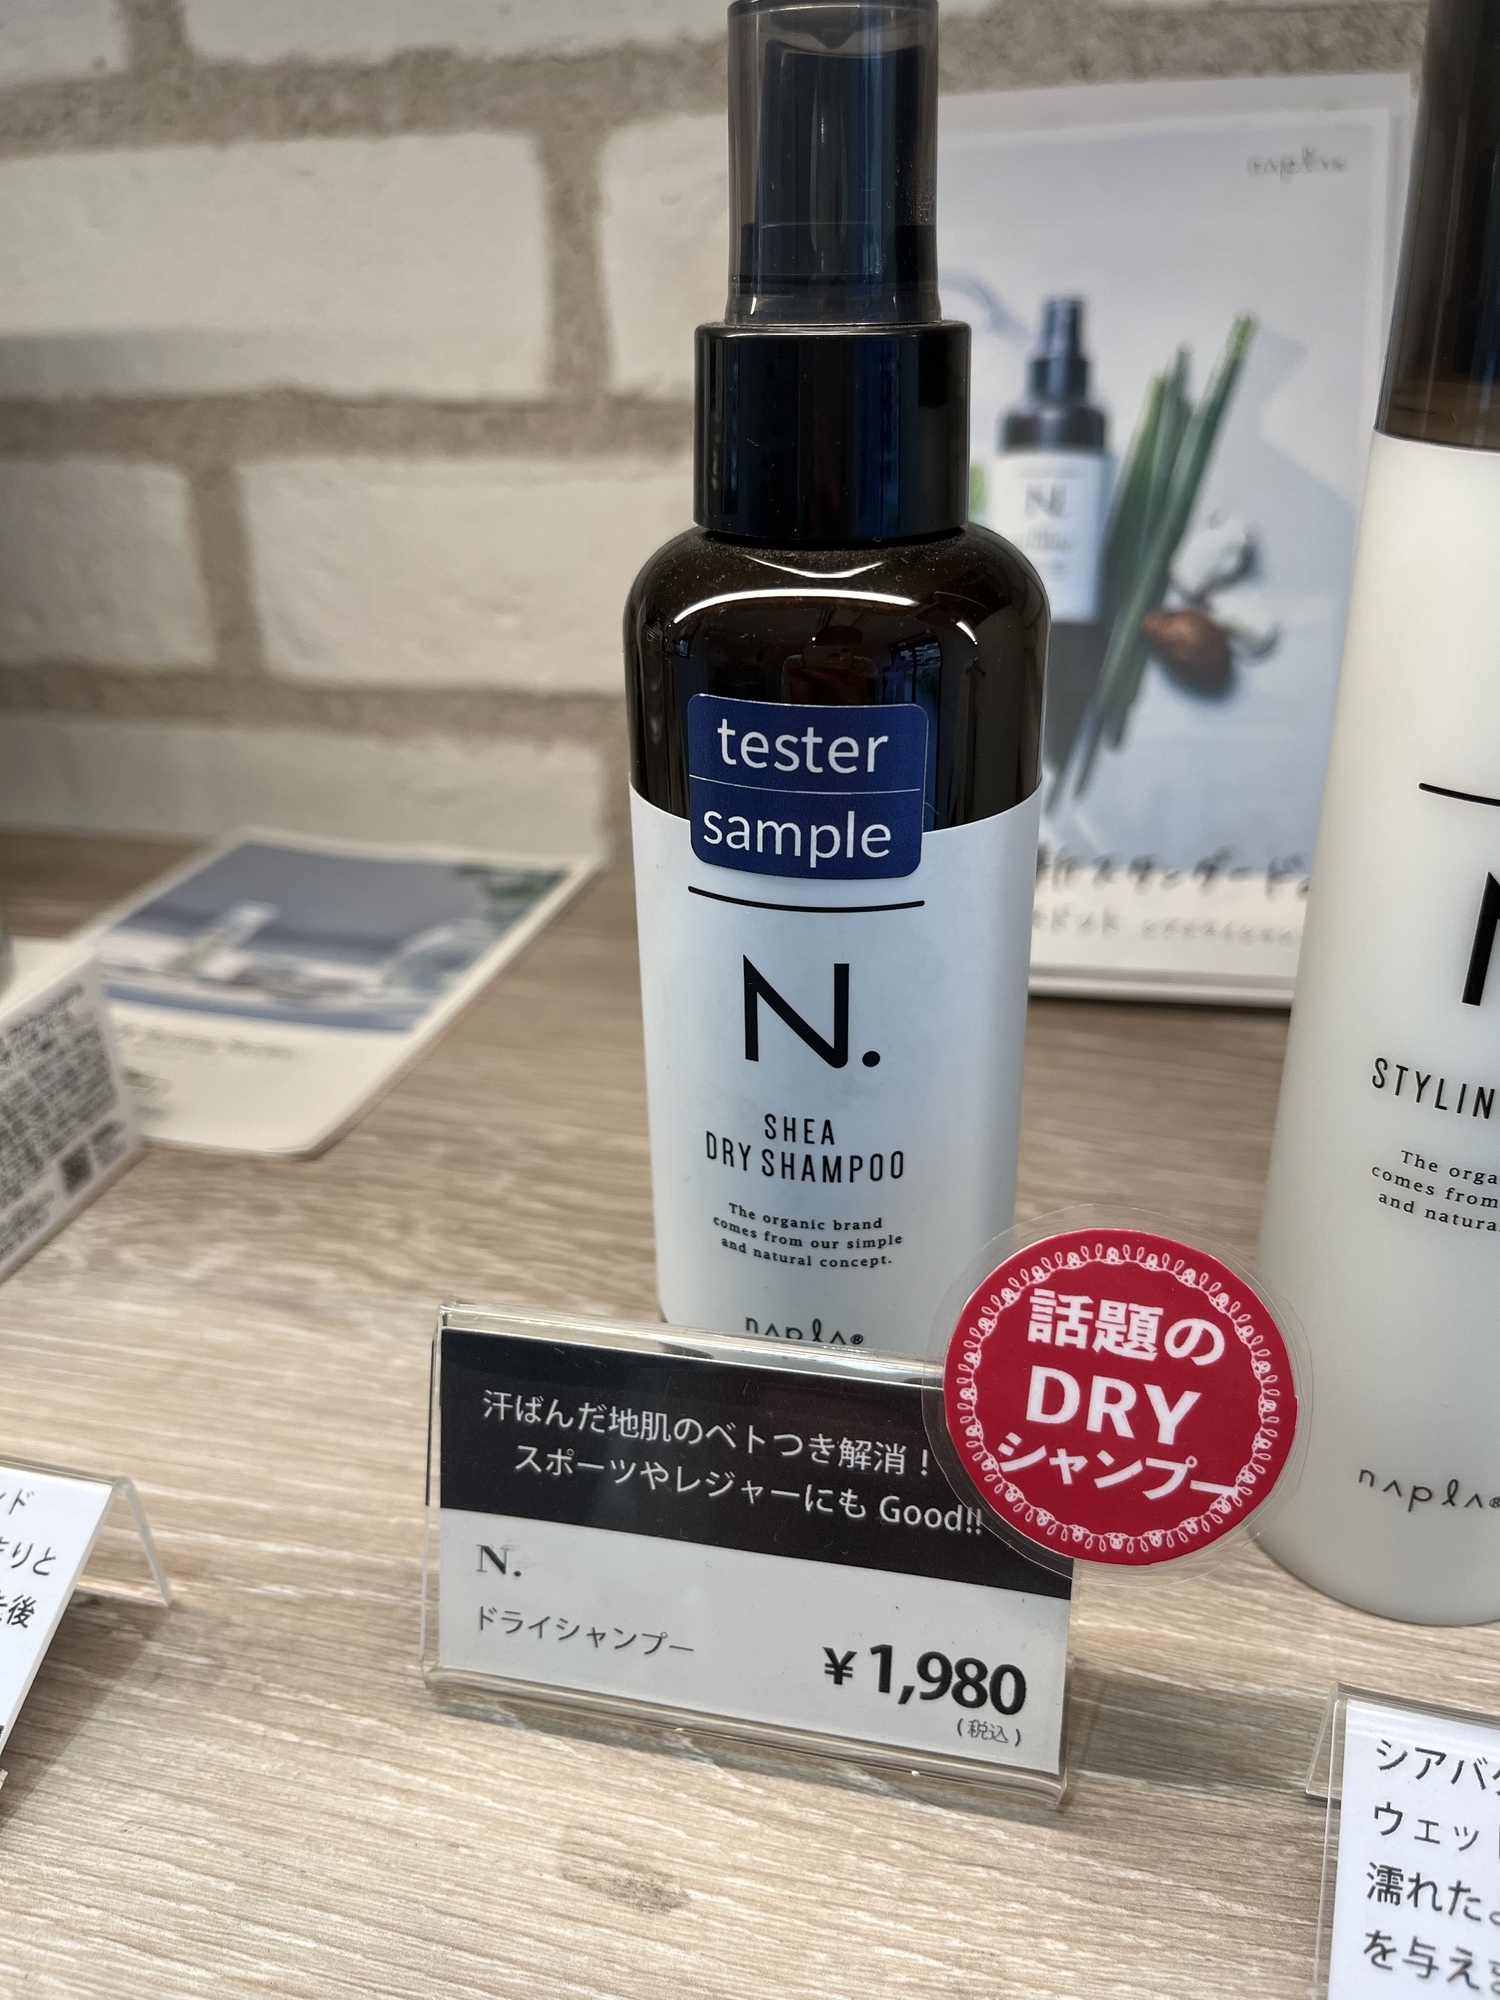 tester
sample
N.
SHEA
DRY SHAMPOO
The organic brand
comes from our simple
and natural concept.
napla®
汗ばんだ地肌のベトつき解消！
スポーツやレジャーにも Good!!
N.
ドライシャンプー
¥1,980
(税込)
話題の
DRY
シャンプー
napla
N.
STYLIN
The orga
comes from
and natura
napla®
りと
後
シアバ
ウェッ
濡れた
を与え